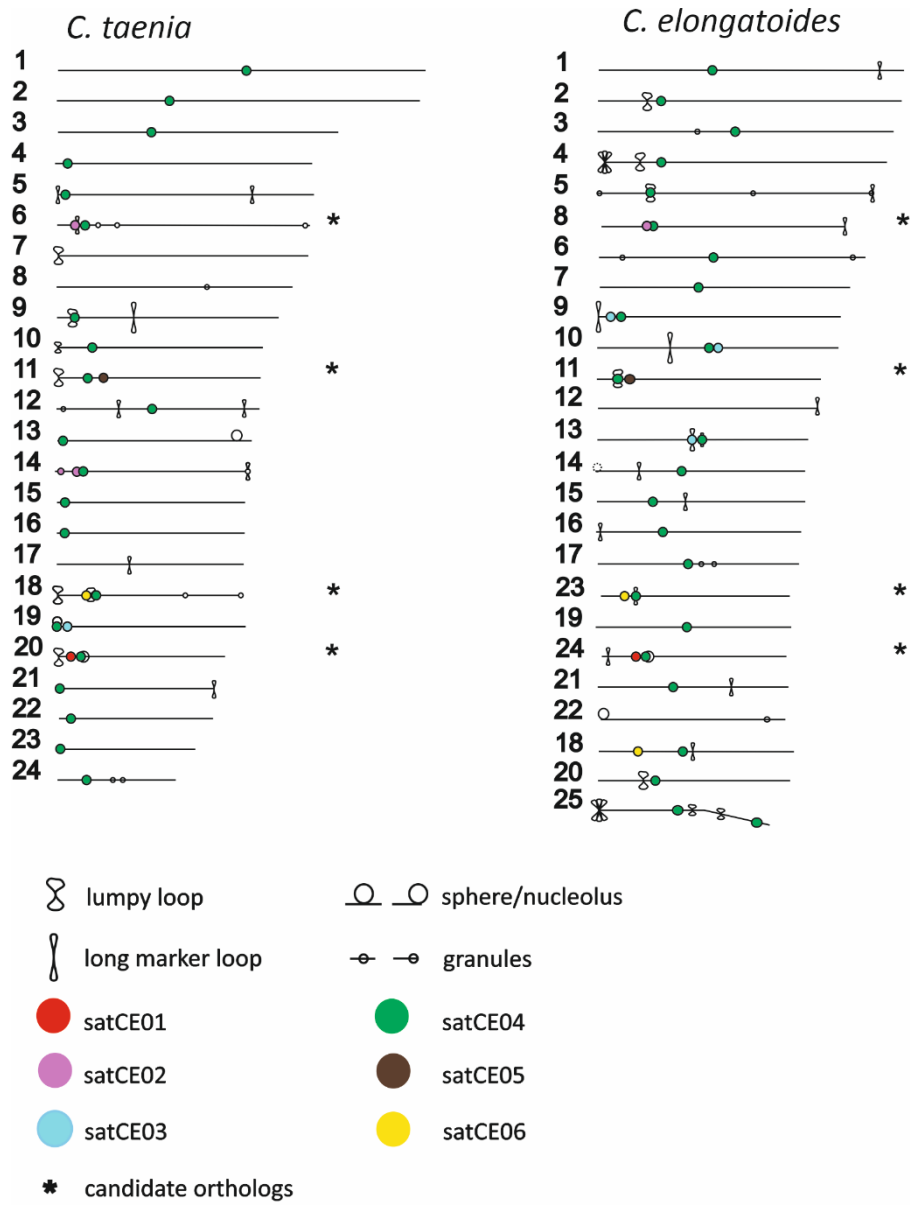 C. taenia C. elongatoides
1 1
2 2
3 3
4 4
5 5
6 * 8 *
7 6
8 7
9 9
10 10
11 * 11 *
12 12
13 13
14 14
15 15
16 16
17 17
18 * 23 *
19 19
20 * 24 *
21 21
22 22
23 18
24 20
25
lumpy loop sphere/nucleolus
long marker loop granules
satCE01 satCE04
satCE02 satCE05
satCE03 satCE06
* candidate orthologs